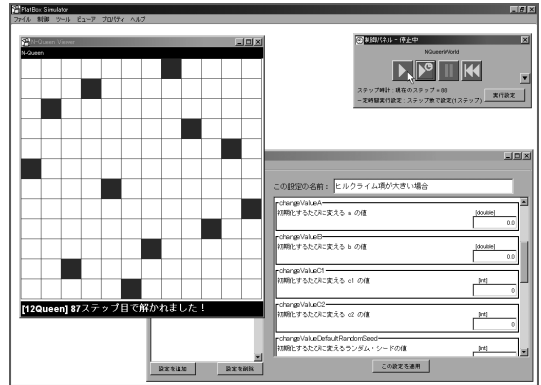 PlatBox Simulator
ファイル 制御 ツール ビューア プロパティ ヘルプ
N-Queen Viewer
N-Queen
[12Queen] 87ステップ目で解かれました！
制御パネル - 停止中
NQueenWorld
ステップ時計 : 現在のステップ = 88
一定時間実行設定 : ステップ数で設定(1ステップ)
実行設定
この設定の名前 : ヒルクライム項が大きい場合
changeValueA
初期化するたびに変える a の値
[double]
0.0
changeValueB
初期化するたびに変える b の値
[double]
0.0
changeValueC1
初期化するたびに変える c1 の値
[int]
0
changeValueC2
初期化するたびに変える c2 の値
[int]
0
changeValueDefaultRandomSeed
初期化するたびに変えるランダム・シードの値
[int]
設定を追加
設定を削除
この設定を適用